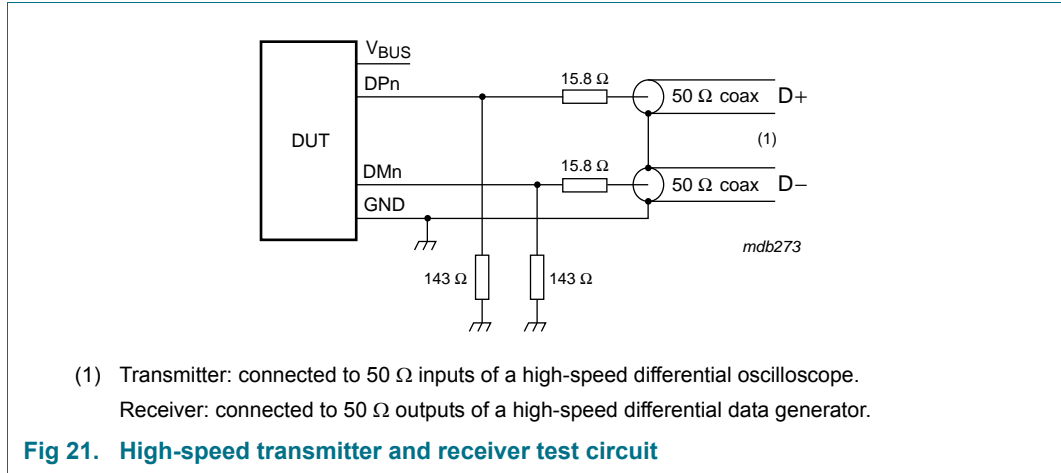 VBUS
DPn
15.8 Ω
50 Ω coax D+
DUT
(1)
DMn
15.8 Ω
50 Ω coax D−
GND
mdb273
143 Ω
143 Ω
(1) Transmitter: connected to 50 Ω inputs of a high-speed differential oscilloscope.
Receiver: connected to 50 Ω outputs of a high-speed differential data generator.
Fig 21. High-speed transmitter and receiver test circuit